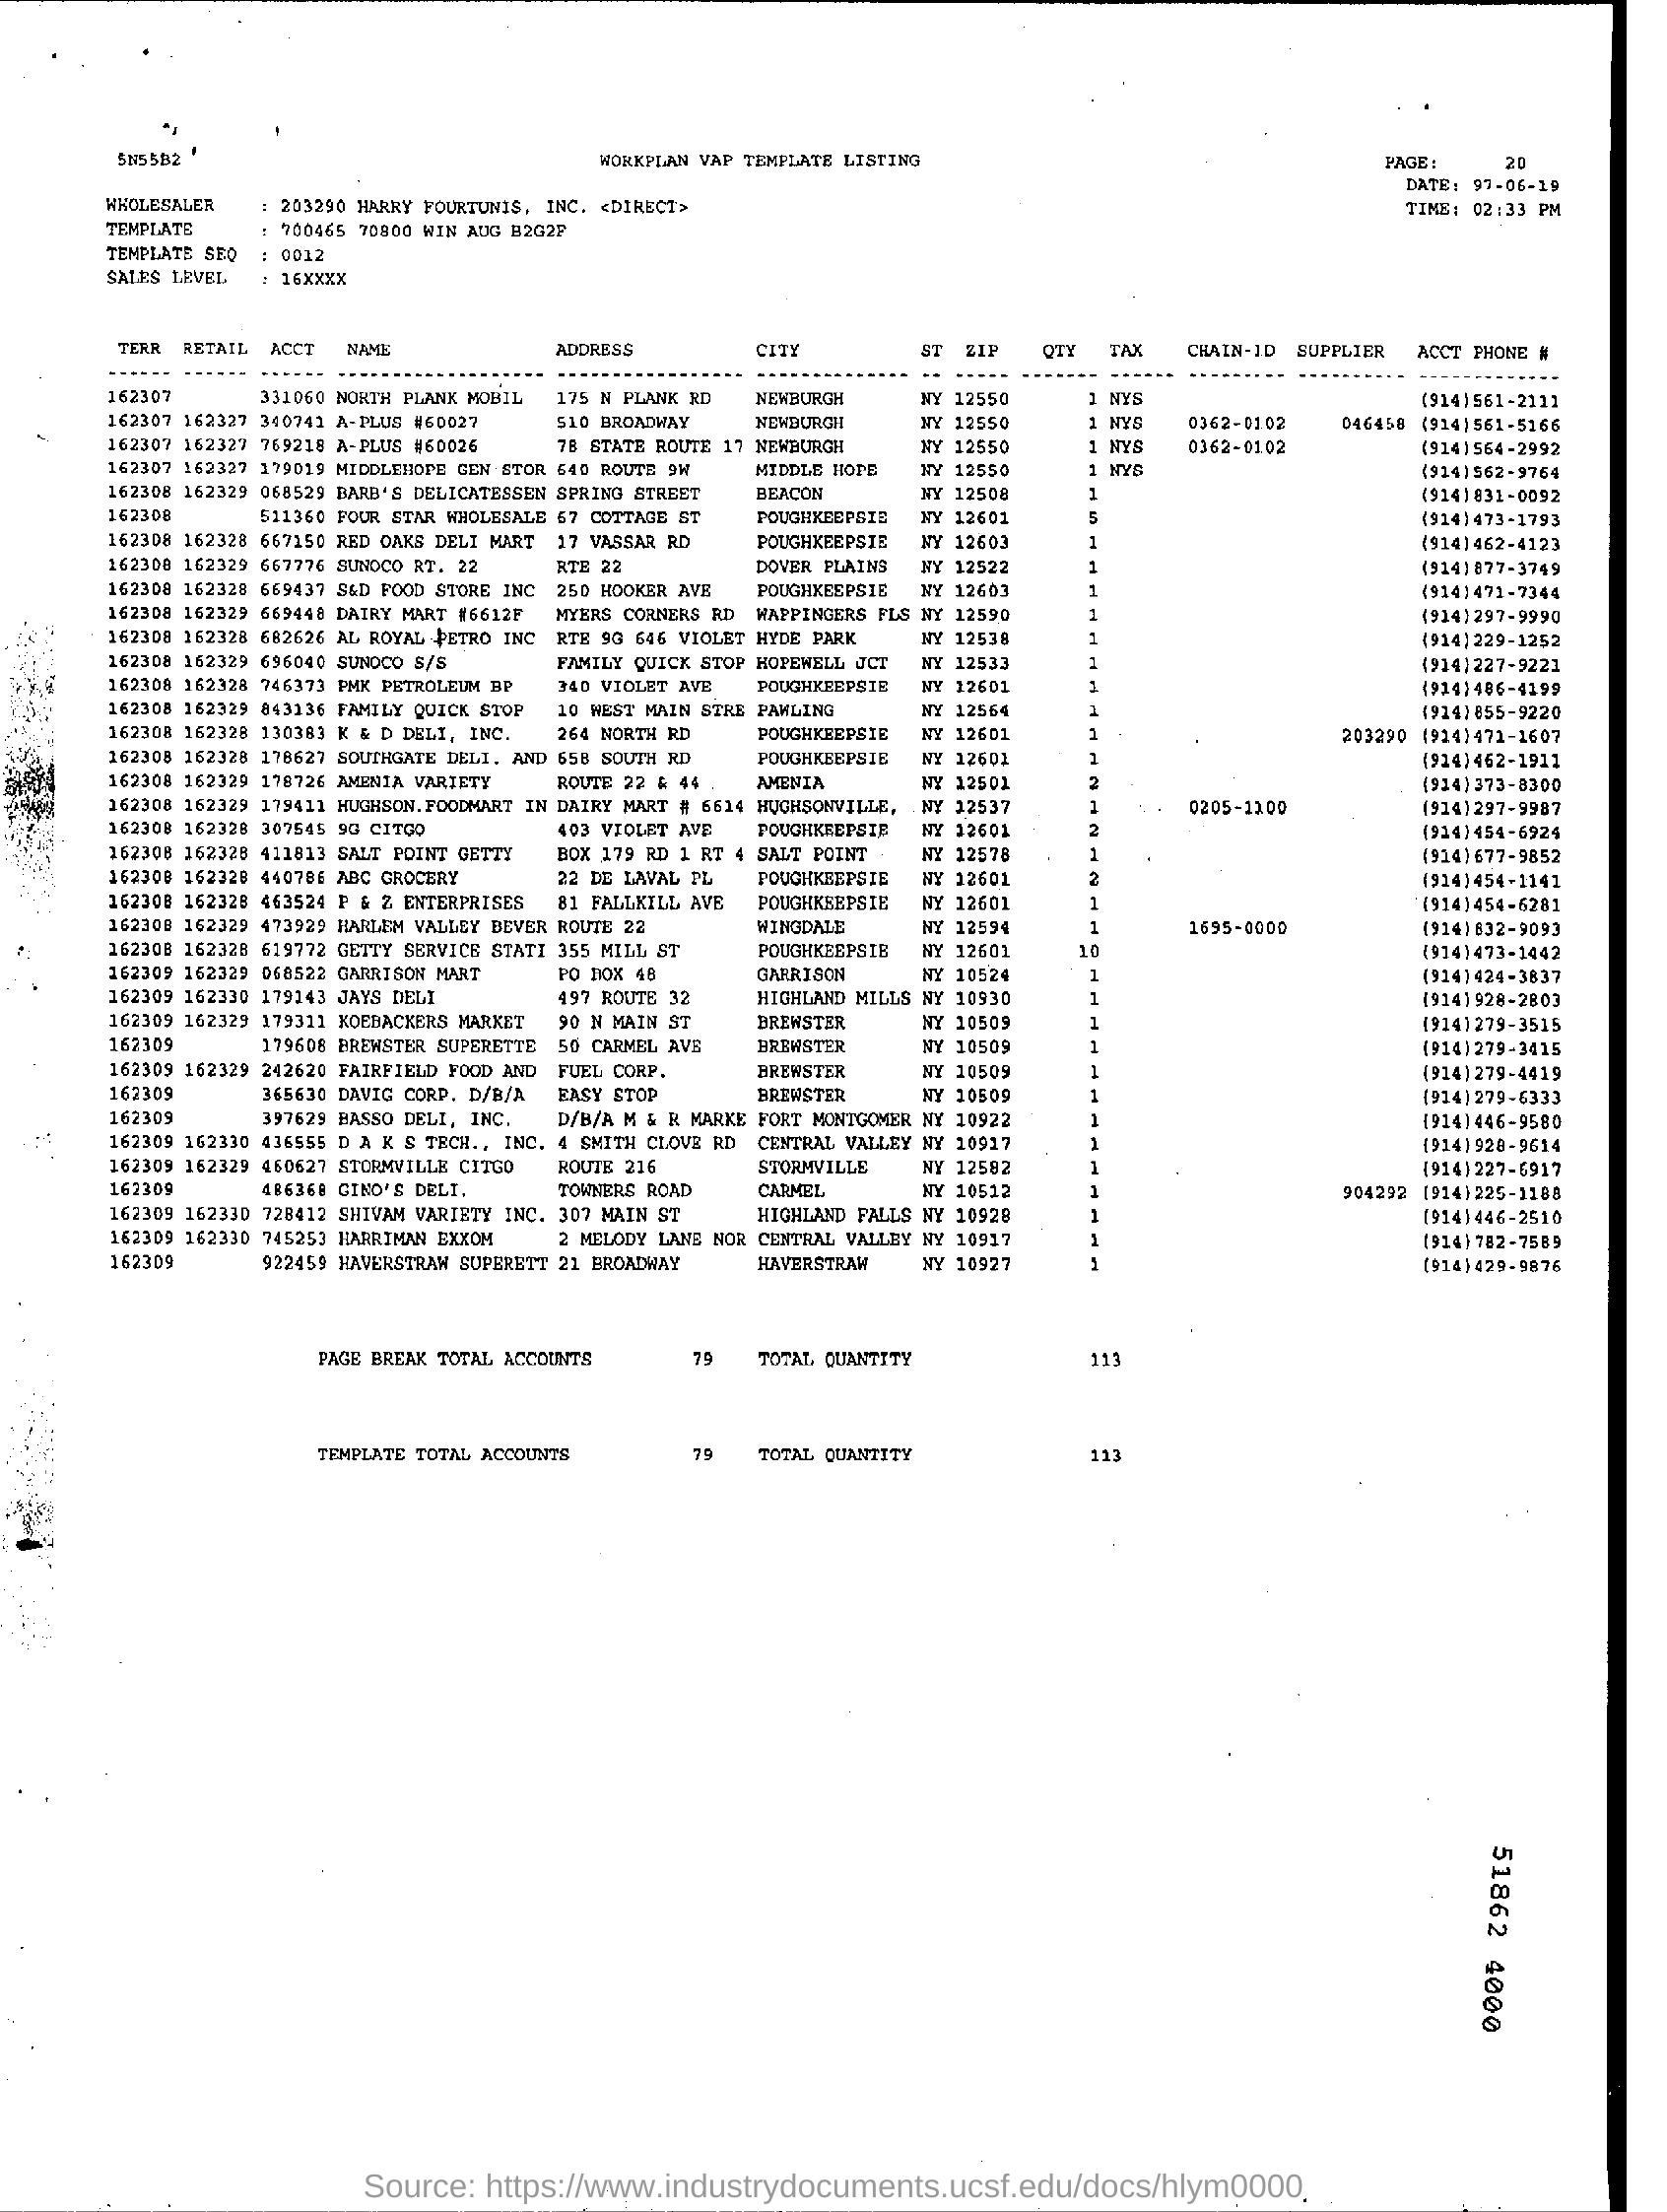 5N55B2 WORKPLAN VAP TEMPLATE LISTING PAGE: 20
DATE: 97-06-19
WHOLESALER : 203290 HARRY FOURTUNIS, INC. <DIRECT> TIME: 02:33 PM
TEMPLATE : 700465 70800 WIN AUG B2G2F
TEMPLATE SEQ : 0012
SALES LEVEL : 16XXXX
TERR RETAIL ACCT NAME ADDRESS CITY ST ZIP QTY TAX CHAIN-ID SUPPLIER ACCT PHONE #
162307 331060 NORTH PLANK MOBIL 175 N PLANK RD NEWBURGH NY 12550 1 NYS (914)561-2111
162307 162327 340741 A-PLUS #60027 510 BROADWAY NEWBURGH NY 12550 1 NYS 0362-0102 046458 (914)561-5166
162307 162327 769218 A-PLUS #60026 78 STATE ROUTE 17 NEWBURGH NY 12550 1 NYS 0362-0102 (914)564-2992
162307 162327 179019 MIDDLEHOPE GEN STOR 640 ROUTE 9W MIDDLE HOPE NY 12550 1 NYS (914)562-9764
162308 162329 068529 BARB'S DELICATESSEN SPRING STREET BEACON NY 12508 1 (914)831-0092
162308 511360 FOUR STAR WHOLESALE 67 COTTAGE ST POUGHKEEPSIE NY 12601 5 (914)473-1793
162308 162328 667150 RED OAKS DELI MART 17 VASSAR RD POUGHKEEPSIE NY 12603 1 (914)462-4123
162308 162329 667776 SUNOCO RT. 22 RTE 22 DOVER PLAINS NY 12522 1 (914)877-3749
162308 162328 669437 S&D FOOD STORE INC 250 HOOKER AVE POUGHKEEPSIE NY 12603 1 (914)471-7344
162308 162329 669448 DAIRY MART #6612F MYERS CORNERS RD WAPPINGERS FLS NY 12590 1 (914)297-9990
162308 162328 682626 AL ROYAL PETRO INC RTE 9G 646 VIOLET HYDE PARK NY 12538 1 (914)229-1252
162308 162329 696040 SUNOCO S/S FAMILY QUICK STOP HOPEWELL JCT NY 12533 1 (914)227-9221
162308 162328 746373 PMK PETROLEUM BP 340 VIOLET AVE POUGHKEEPSIE NY 12601 1 (914)486-4199
162308 162329 843136 FAMILY QUICK STOP 10 WEST MAIN STRE PAWLING NY 12564 1 (914)855-9220
162308 162328 130383 K & D DELI, INC. 264 NORTH RD POUGHKEEPSIE NY 12601 1 203290 (914)471-1607
162308 162328 178627 SOUTHGATE DELI. AND 658 SOUTH RD POUGHKEEPSIE NY 12601 1 (914)462-1911
162308 162329 178726 AMENIA VARIETY ROUTE 22 & 44 AMENIA NY 12501 2 (914)373-8300
162308 162329 179411 HUGHSON.FOODMART IN DAIRY MART # 6614 HUGHSONVILLE, NY 12537 1 0205-1100 (914)297-9987
162308 162328 307545 9G CITGO 403 VIOLET AVE POUGHKEEPSIE NY 12601 2 (914)454-6924
162308 162328 411813 SALT POINT GETTY BOX 179 RD 1 RT 4 SALT POINT NY 12578 1 (914)677-9852
162308 162328 440786 ABC GROCERY 22 DE LAVAL PL POUGHKEEPSIE NY 12601 2 (914)454-1141
162308 162328 463524 P & Z ENTERPRISES 81 FALLKILL AVE POUGHKEEPSIE NY 12601 1 (914)454-6281
162308 162329 473929 HARLEM VALLEY BEVER ROUTE 22 WINGDALE NY 12594 1 1695-0000 (914)832-9093
162308 162328 619772 GETTY SERVICE STATI 355 MILL ST POUGHKEEPSIE NY 12601 10 (914)473-1442
162309 162329 068522 GARRISON MART PO BOX 48 GARRISON NY 10524 1 (914)424-3837
162309 162330 179143 JAYS DELI 497 ROUTE 32 HIGHLAND MILLS NY 10930 1 (914)928-2803
162309 162329 179311 KOEBACKERS MARKET 90 N MAIN ST BREWSTER NY 10509 1 (914)279-3515
162309 179608 BREWSTER SUPERETTE 50 CARMEL AVE BREWSTER NY 10509 1 (914)279-3415
162309 162329 242620 FAIRFIELD FOOD AND FUEL CORP. BREWSTER NY 10509 1 (914)279-4419
162309 365630 DAVIG CORP. D/B/A EASY STOP BREWSTER NY 10509 1 (914)279-6333
162309 397629 BASSO DELI, INC. D/B/A M & R MARKE FORT MONTGOMER NY 10922 1 (914)446-9580
162309 162330 436555 D A K S TECH., INC. 4 SMITH CLOVE RD CENTRAL VALLEY NY 10917 1 (914)928-9614
162309 162329 460627 STORMVILLE CITGO ROUTE 216 STORMVILLE NY 12582 1 (914)227-6917
162309 486368 GINO'S DELI. TOWNERS ROAD CARMEL NY 10512 1 904292 (914)225-1188
162309 162330 728412 SHIVAM VARIETY INC. 307 MAIN ST HIGHLAND FALLS NY 10928 1 (914)446-2510
162309 162330 745253 HARRIMAN EXXOM 2 MELODY LANE NOR CENTRAL VALLEY NY 10917 1 (914)782-7589
162309 922459 HAVERSTRAW SUPERETT 21 BROADWAY HAVERSTRAW NY 10927 1 (914)429-9876
PAGE BREAK TOTAL ACCOUNTS 79 TOTAL QUANTITY 113
TEMPLATE TOTAL ACCOUNTS 79 TOTAL QUANTITY 113
51862 4000
Source: https://www.industrydocuments.ucsf.edu/docs/hlym0000